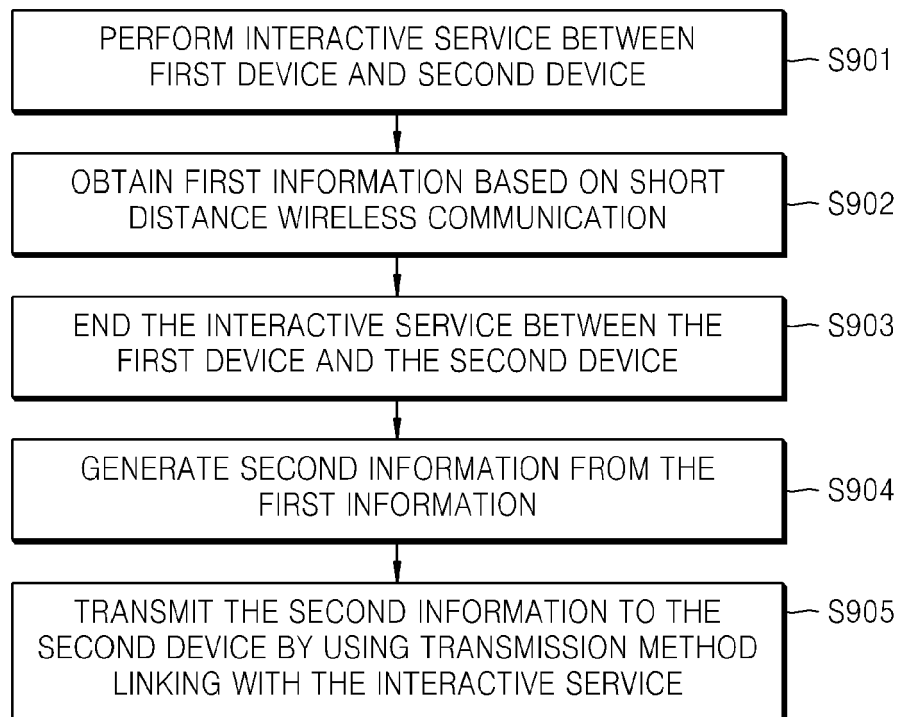 PERFORM INTERACTIVE SERVICE BETWEEN
FIRST DEVICE AND SECOND DEVICE
S901
OBTAIN FIRST INFORMATION BASED ON SHORT
DISTANCE WIRELESS COMMUNICATION
S902
END THE INTERACTIVE SERVICE BETWEEN THE
FIRST DEVICE AND THE SECOND DEVICE
S903
GENERATE SECOND INFORMATION FROM THE
FIRST INFORMATION
S904
TRANSMIT THE SECOND INFORMATION TO THE
SECOND DEVICE BY USING TRANSMISSION METHOD
LINKING WITH THE INTERACTIVE SERVICE
S905